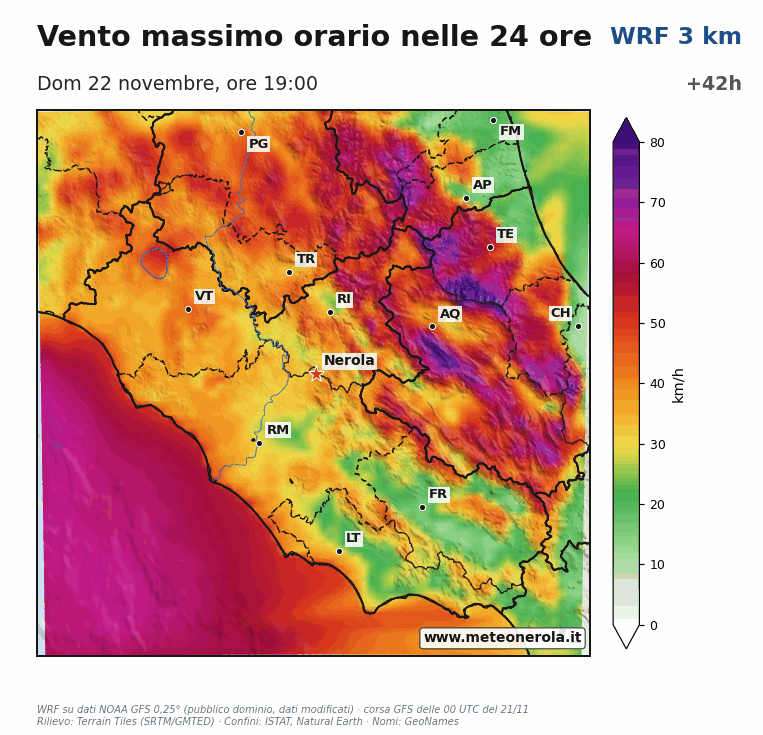 Vento massimo orario nelle 24 ore WRF 3 km
Dom 22 novembre, ore 19:00 +42h
FM
PG
AP
TE
TR
VT
RI
AQ
CH
Nerola
RM
FR
LT
80
70
60
50
40
30
20
10
0
km/h
www.meteonerola.it
WRF su dati NOAA GFS 0,25° (pubblico dominio, dati modificati) · corsa GFS delle 00 UTC del 21/11
Rilievo: Terrain Tiles (SRTM/GMTED) · Confini: ISTAT, Natural Earth · Nomi: GeoNames